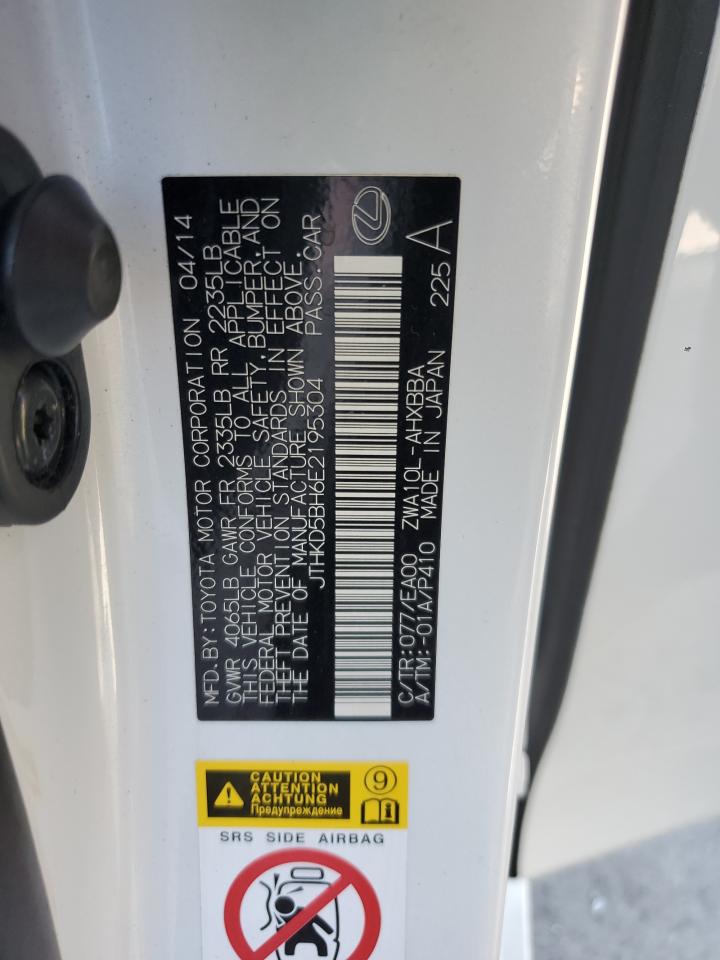 MFD.BY:TOYOTA MOTOR CORPORATION 04/14
GVWR 4065LB GAWR FR 2335LB RR 2235LB
THIS VEHICLE CONFORMS TO ALL APPLICABLE
FEDERAL MOTOR VEHICLE SAFETY, BUMPER, AND
THEFT PREVENTION STANDARDS IN EFFECT ON
THE DATE OF MANUFACTURE SHOWN ABOVE.
JTHKD5BH6E2195304 PASS.CAR
C/TR:077/EA00 ZWA10L-AHXBBA
A/TM:-01A/P410 MADE IN JAPAN 225 A
CAUTION
ATTENTION
ACHTUNG
Предупреждение
9
i
SRS SIDE AIRBAG